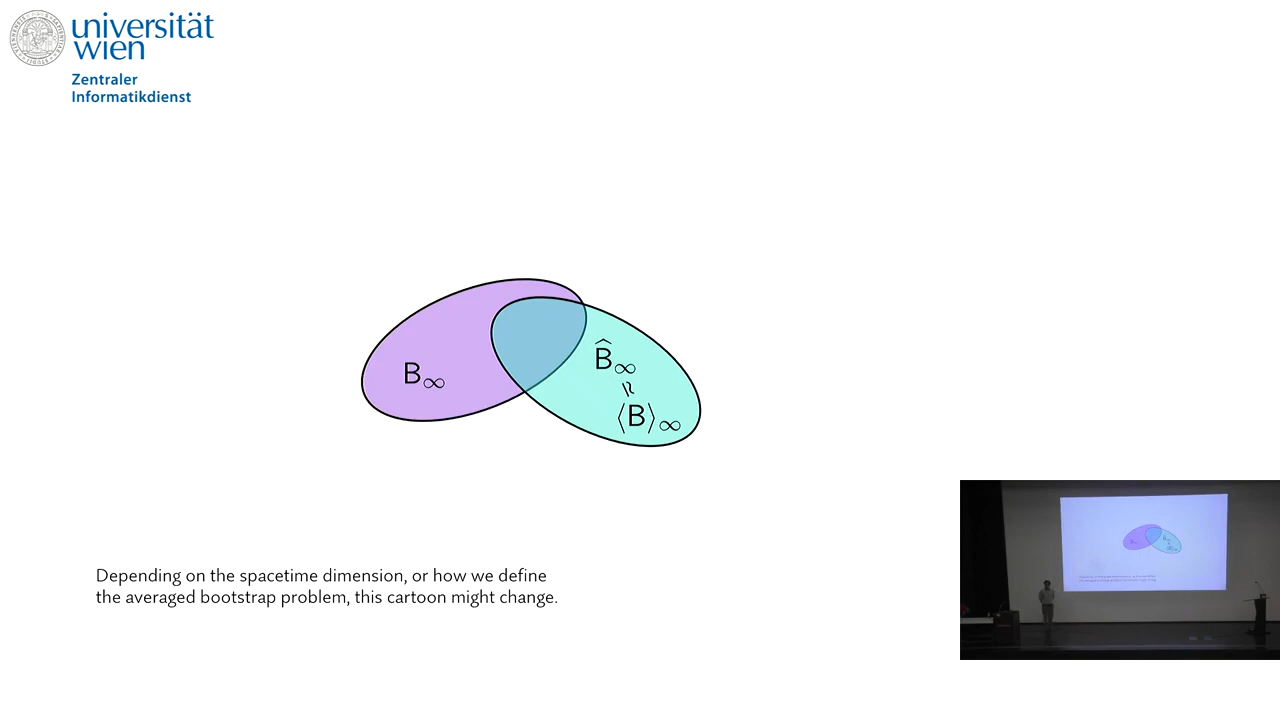 universität
wien
Zentraler
Informatikdienst
B∞
B̂∞
≈
⟨B⟩∞
Depending on the spacetime dimension, or how we define
the averaged bootstrap problem, this cartoon might change.